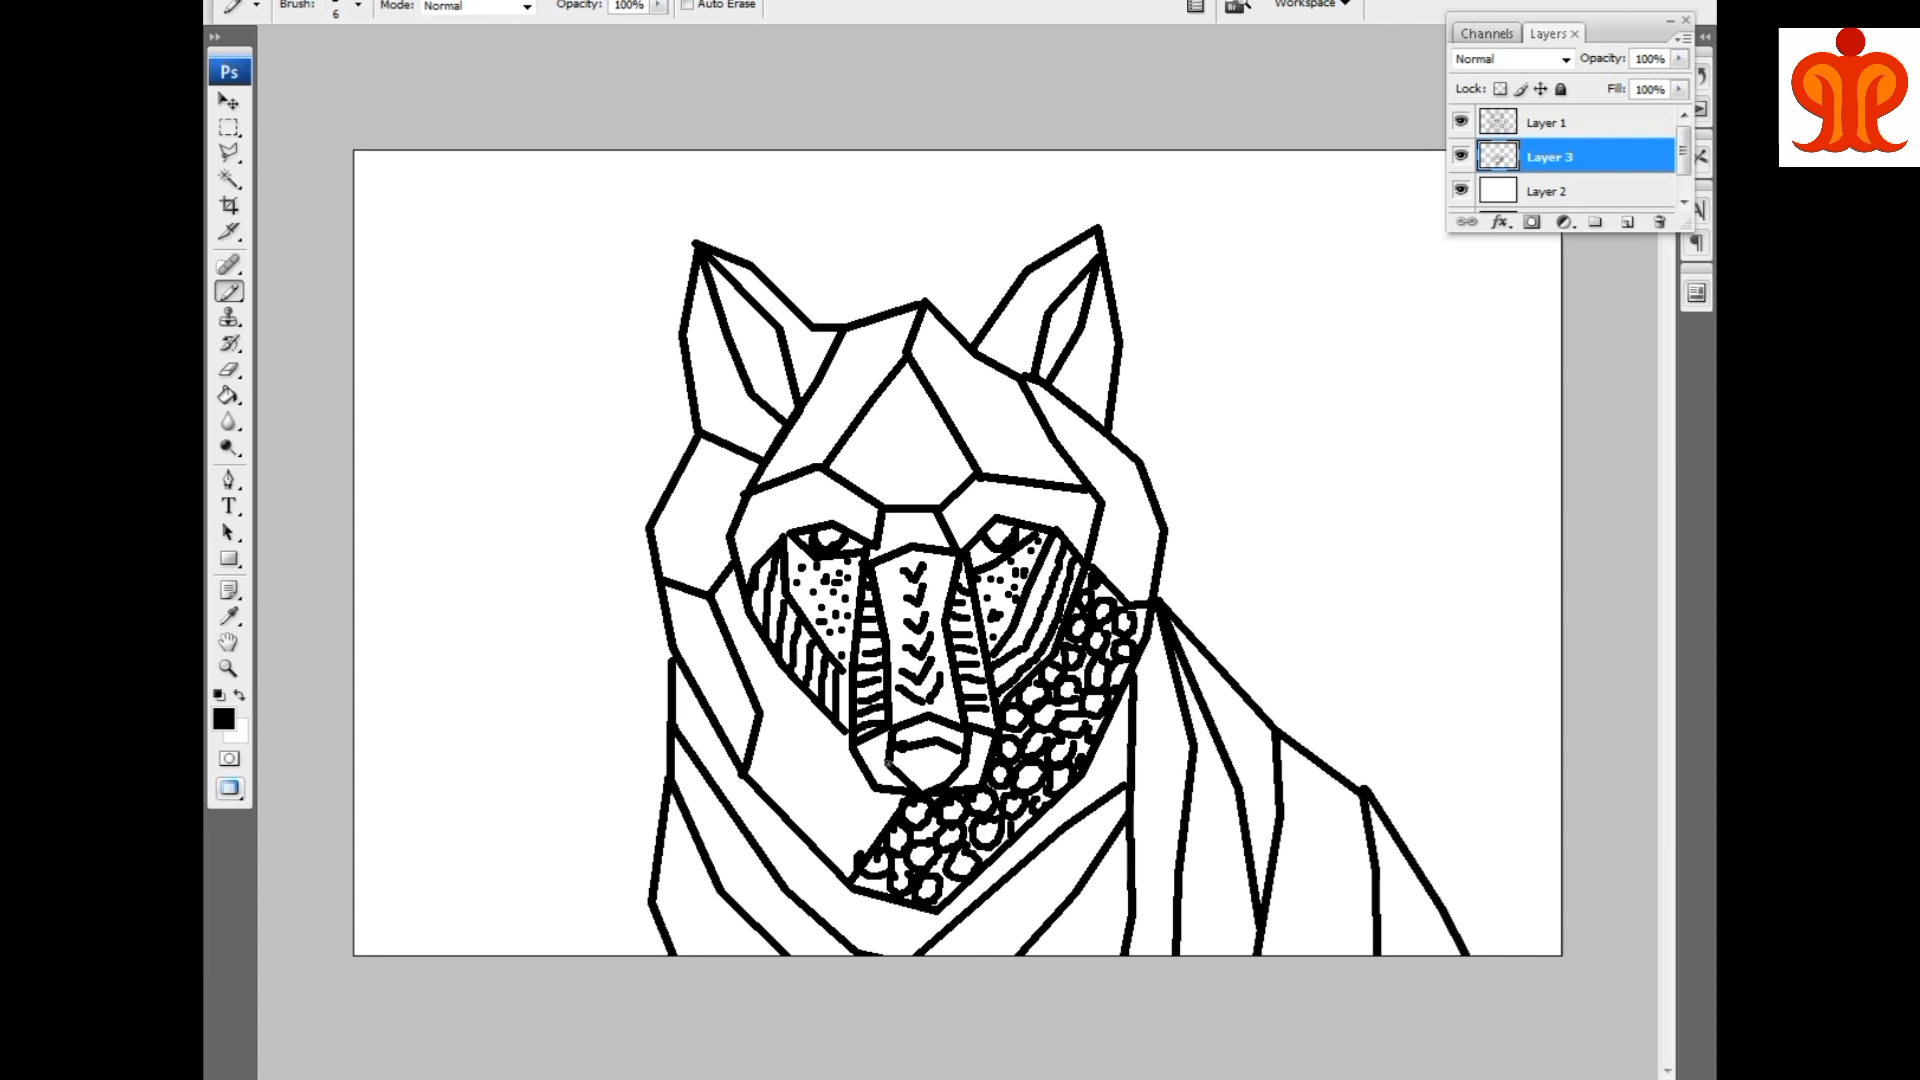 Brush: 6 Mode: Normal Opacity: 100% Auto Erase Workspace
Ps
Channels Layers
Normal Opacity: 100%
Lock: Fill: 100%
Layer 1
Layer 3
Layer 2
fx
T